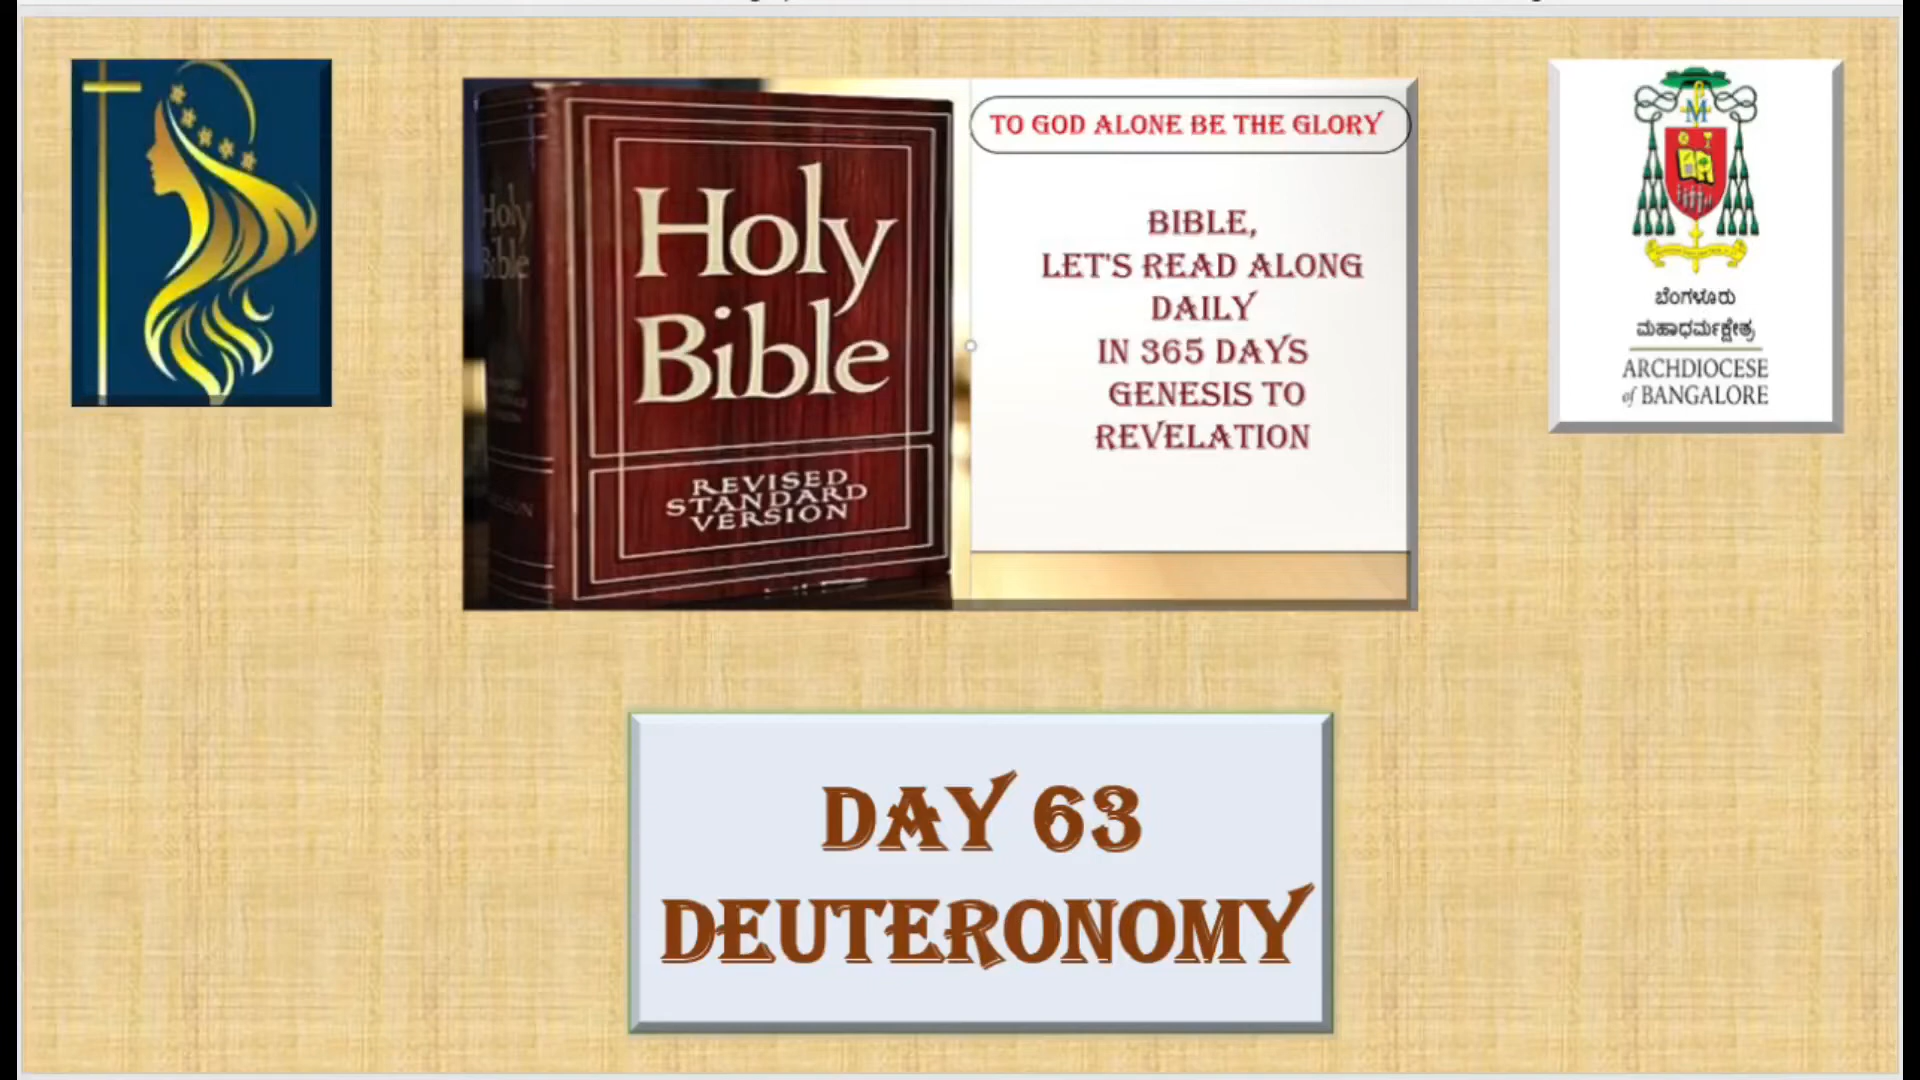 TO GOD ALONE BE THE GLORY
BIBLE,
LET'S READ ALONG
DAILY
IN 365 DAYS
GENESIS TO
REVELATION
Holy
Bible
REVISED
STANDARD
VERSION
Holy
Bible
ಬೆಂಗಳೂರು
ಮಹಾಧರ್ಮಕ್ಷೇತ್ರ
ARCHDIOCESE
of BANGALORE
DAY 63
DEUTERONOMY